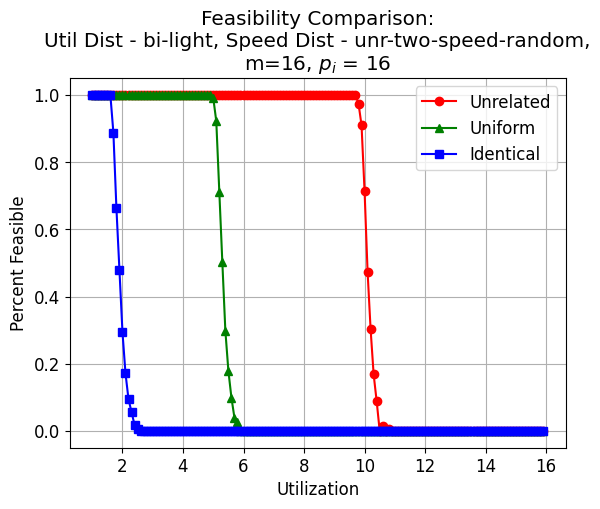 Feasibility Comparison:
Util Dist - bi-light, Speed Dist - unr-two-speed-random,
m=16, $p_i$ = 16
Percent Feasible
1.0
0.8
0.6
0.4
0.2
0.0
Unrelated
Uniform
Identical
2 4 6 8 10 12 14 16
Utilization